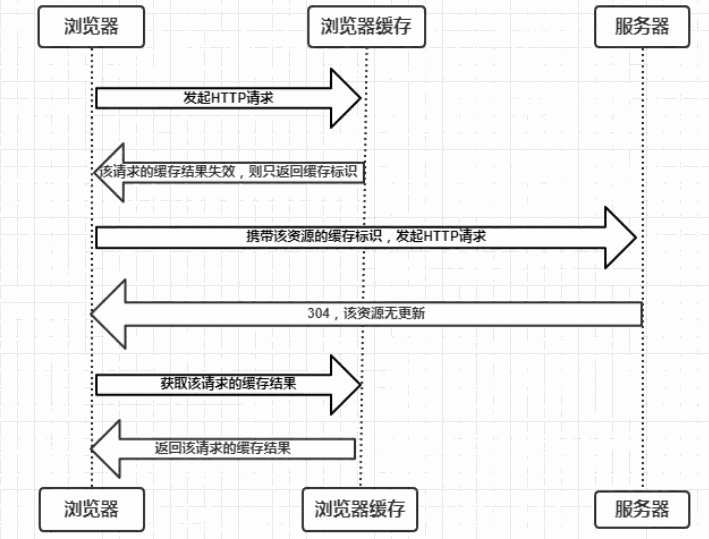 浏览器
浏览器缓存
服务器
发起HTTP请求
该请求的缓存结果失效，则只返回缓存标识
携带该资源的缓存标识，发起HTTP请求
304，该资源无更新
获取该请求的缓存结果
返回该请求的缓存结果
浏览器
浏览器缓存
服务器